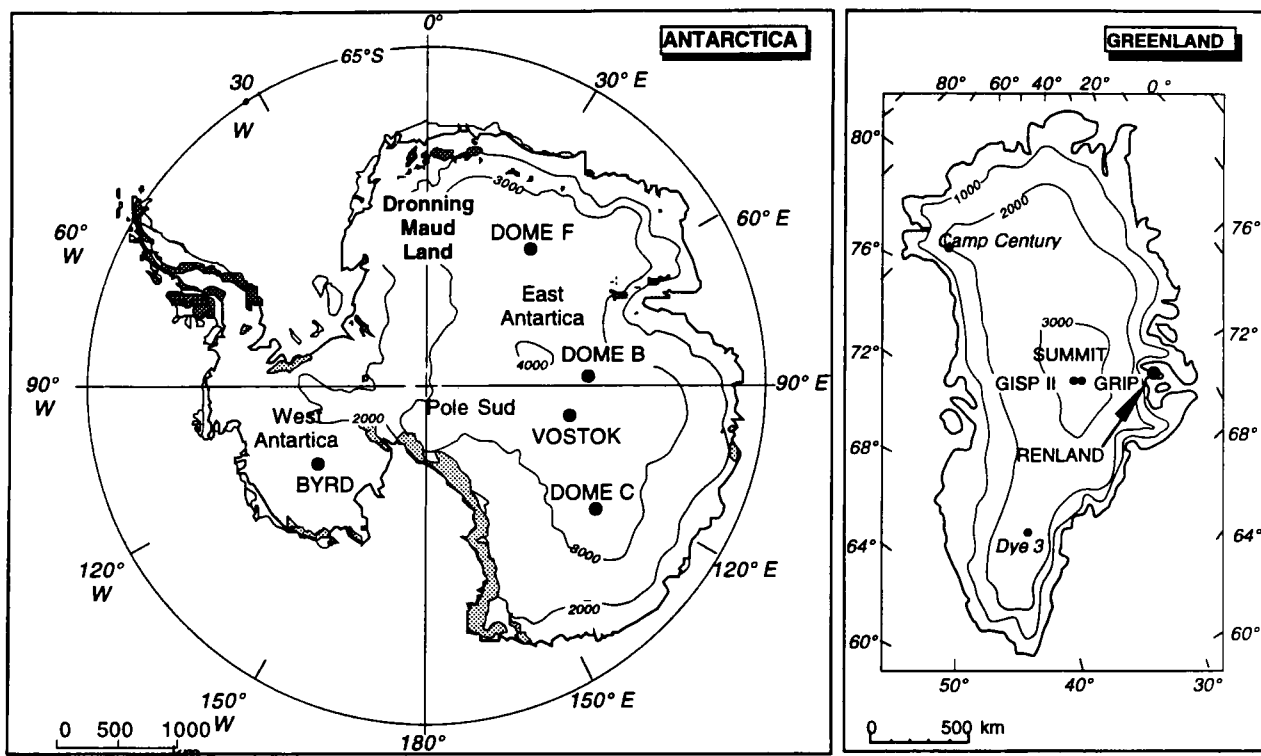 ANTARCTICA
0°
65°S
30
W
30° E
60° E
60°
W
3000
Dronning
Maud
Land
DOME F
East
Antartica
DOME B
4000
90°
W
90° E
2000
Pole Sud
West
Antartica
VOSTOK
BYRD
DOME C
8000
120°
W
120° E
2000
150°
W
150° E
180°
0 500 1000
GREENLAND
80° 60° 40° 20° 0°
80°
1000
2000
76°
76°
Camp Century
3000
72°
72°
SUMMIT
GISP II
GRIP
68°
68°
RENLAND
64°
64°
Dye 3
60°
60°
50° 40° 30°
0 500 km